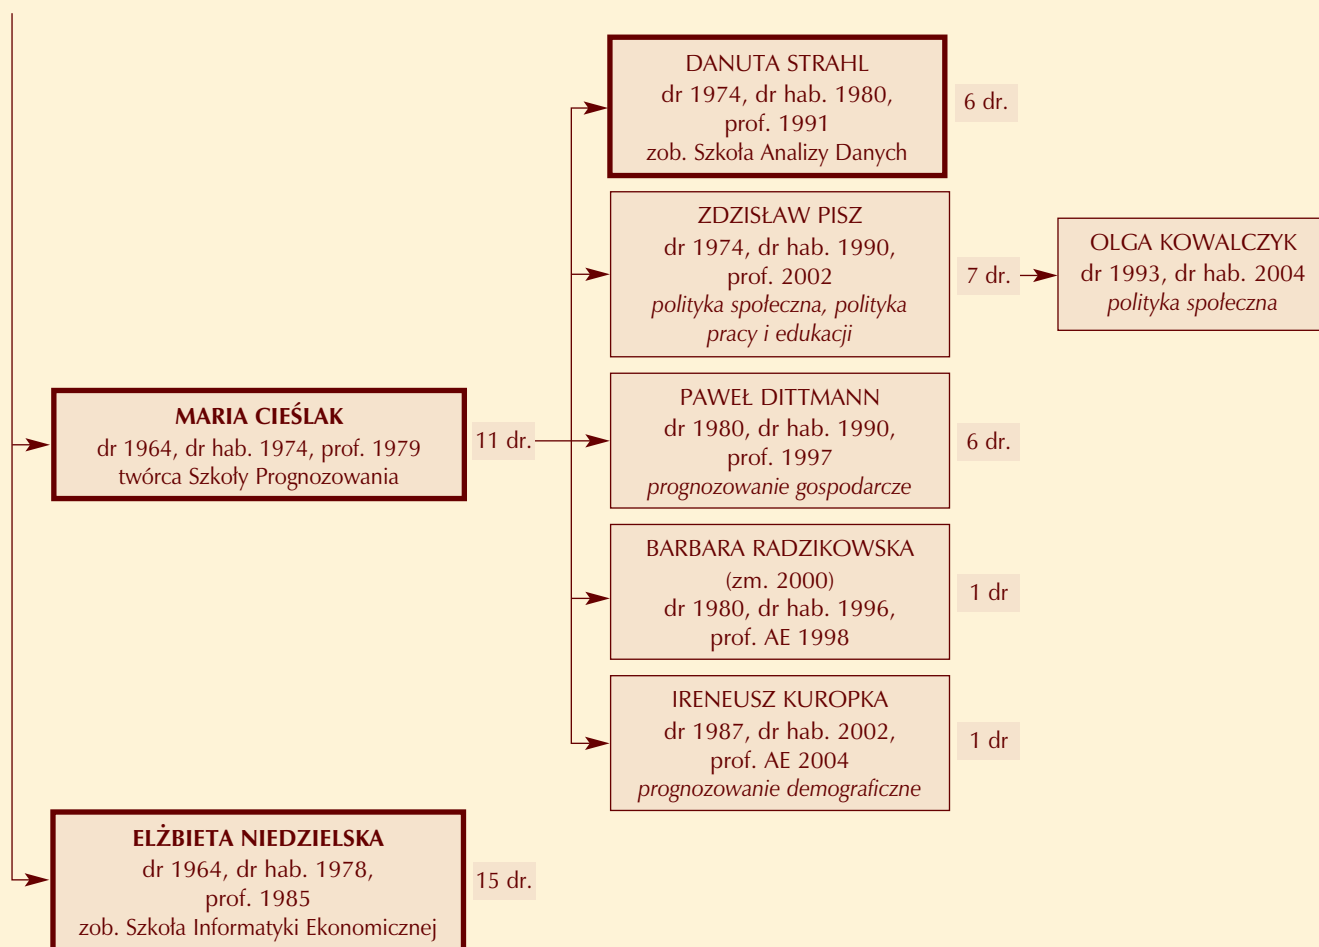 DANUTA STRAHL
dr 1974, dr hab. 1980,
prof. 1991
zob. Szkoła Analizy Danych
6 dr.
ZDZISŁAW PISZ
dr 1974, dr hab. 1990,
prof. 2002
polityka społeczna, polityka
pracy i edukacji
7 dr.
OLGA KOWALCZYK
dr 1993, dr hab. 2004
polityka społeczna
MARIA CIEŚLAK
dr 1964, dr hab. 1974, prof. 1979
twórca Szkoły Prognozowania
11 dr.
PAWEŁ DITTMANN
dr 1980, dr hab. 1990,
prof. 1997
prognozowanie gospodarcze
6 dr.
BARBARA RADZIKOWSKA
(zm. 2000)
dr 1980, dr hab. 1996,
prof. AE 1998
1 dr
IRENEUSZ KUROPKA
dr 1987, dr hab. 2002,
prof. AE 2004
prognozowanie demograficzne
1 dr
ELŻBIETA NIEDZIELSKA
dr 1964, dr hab. 1978,
prof. 1985
zob. Szkoła Informatyki Ekonomicznej
15 dr.